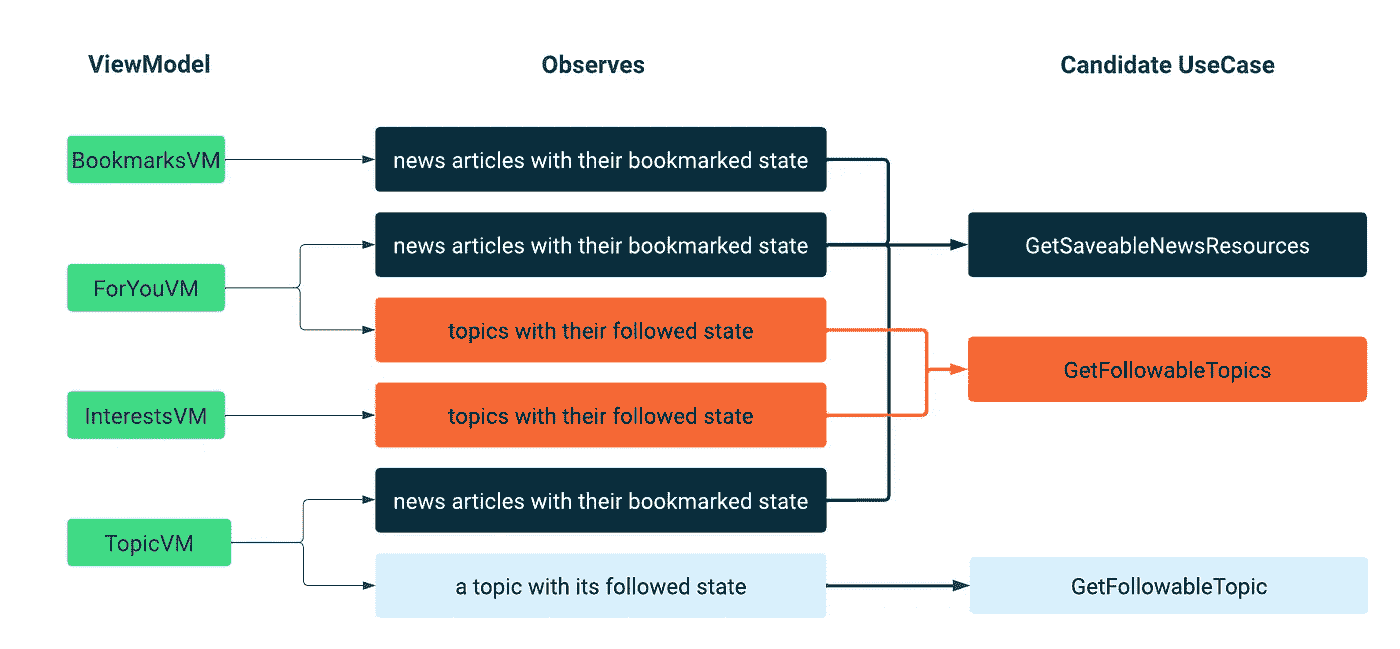 ViewModel
Observes
Candidate UseCase
BookmarksVM
news articles with their bookmarked state
ForYouVM
news articles with their bookmarked state
GetSaveableNewsResources
topics with their followed state
GetFollowableTopics
InterestsVM
topics with their followed state
TopicVM
news articles with their bookmarked state
a topic with its followed state
GetFollowableTopic